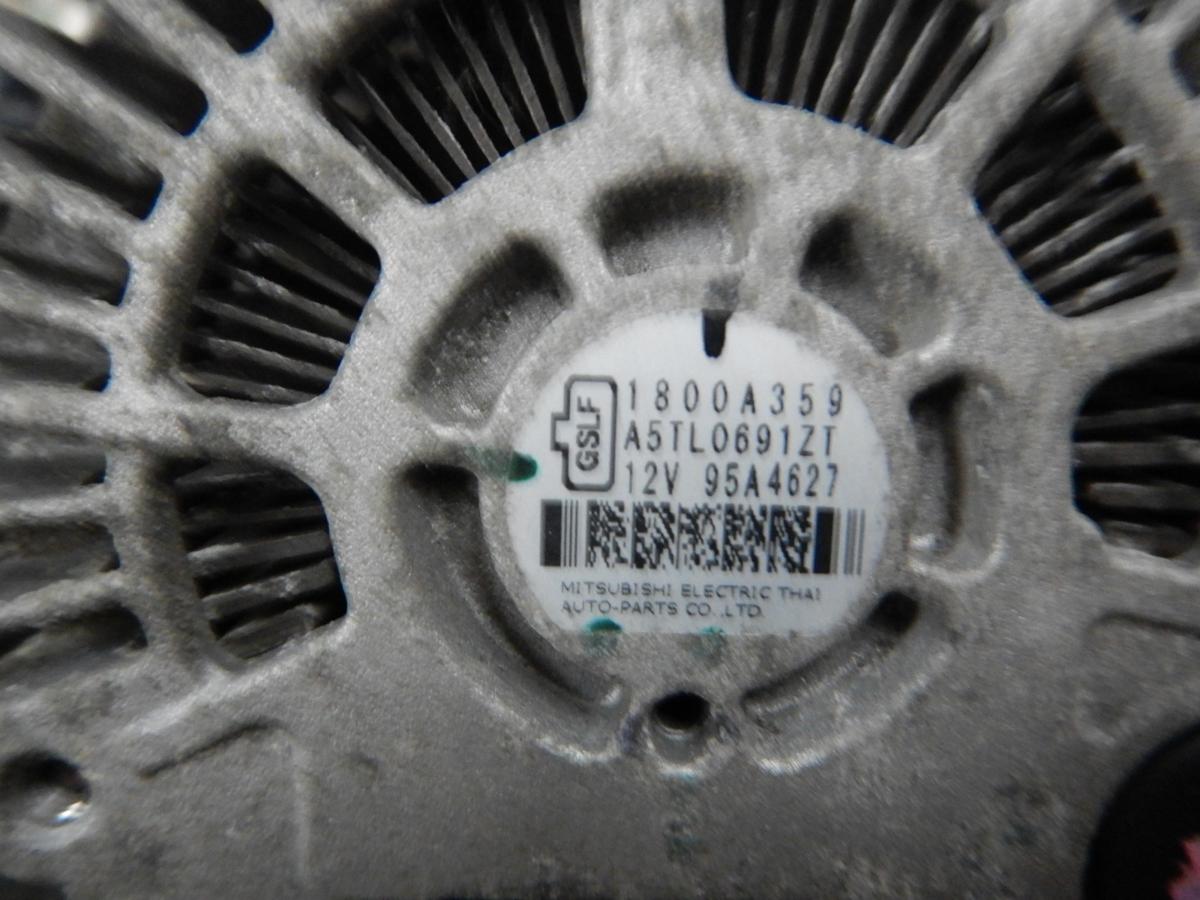 GSLF
1800A359
A5TL0691ZT
12V 95A4627
MITSUBISHI ELECTRIC THAI
AUTO-PARTS CO.,LTD.